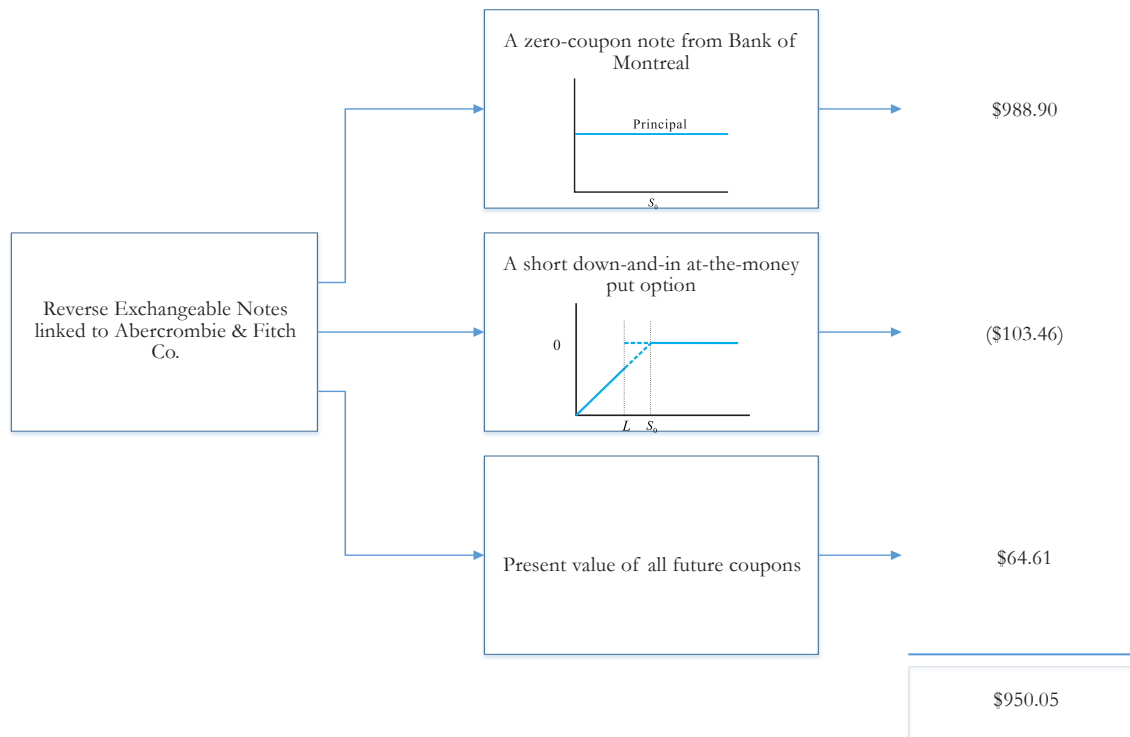 A zero-coupon note from Bank of
Montreal
Principal
S₀
$988.90
Reverse Exchangeable Notes
linked to Abercrombie & Fitch
Co.
A short down-and-in at-the-money
put option
0
L S₀
($103.46)
Present value of all future coupons
$64.61
$950.05